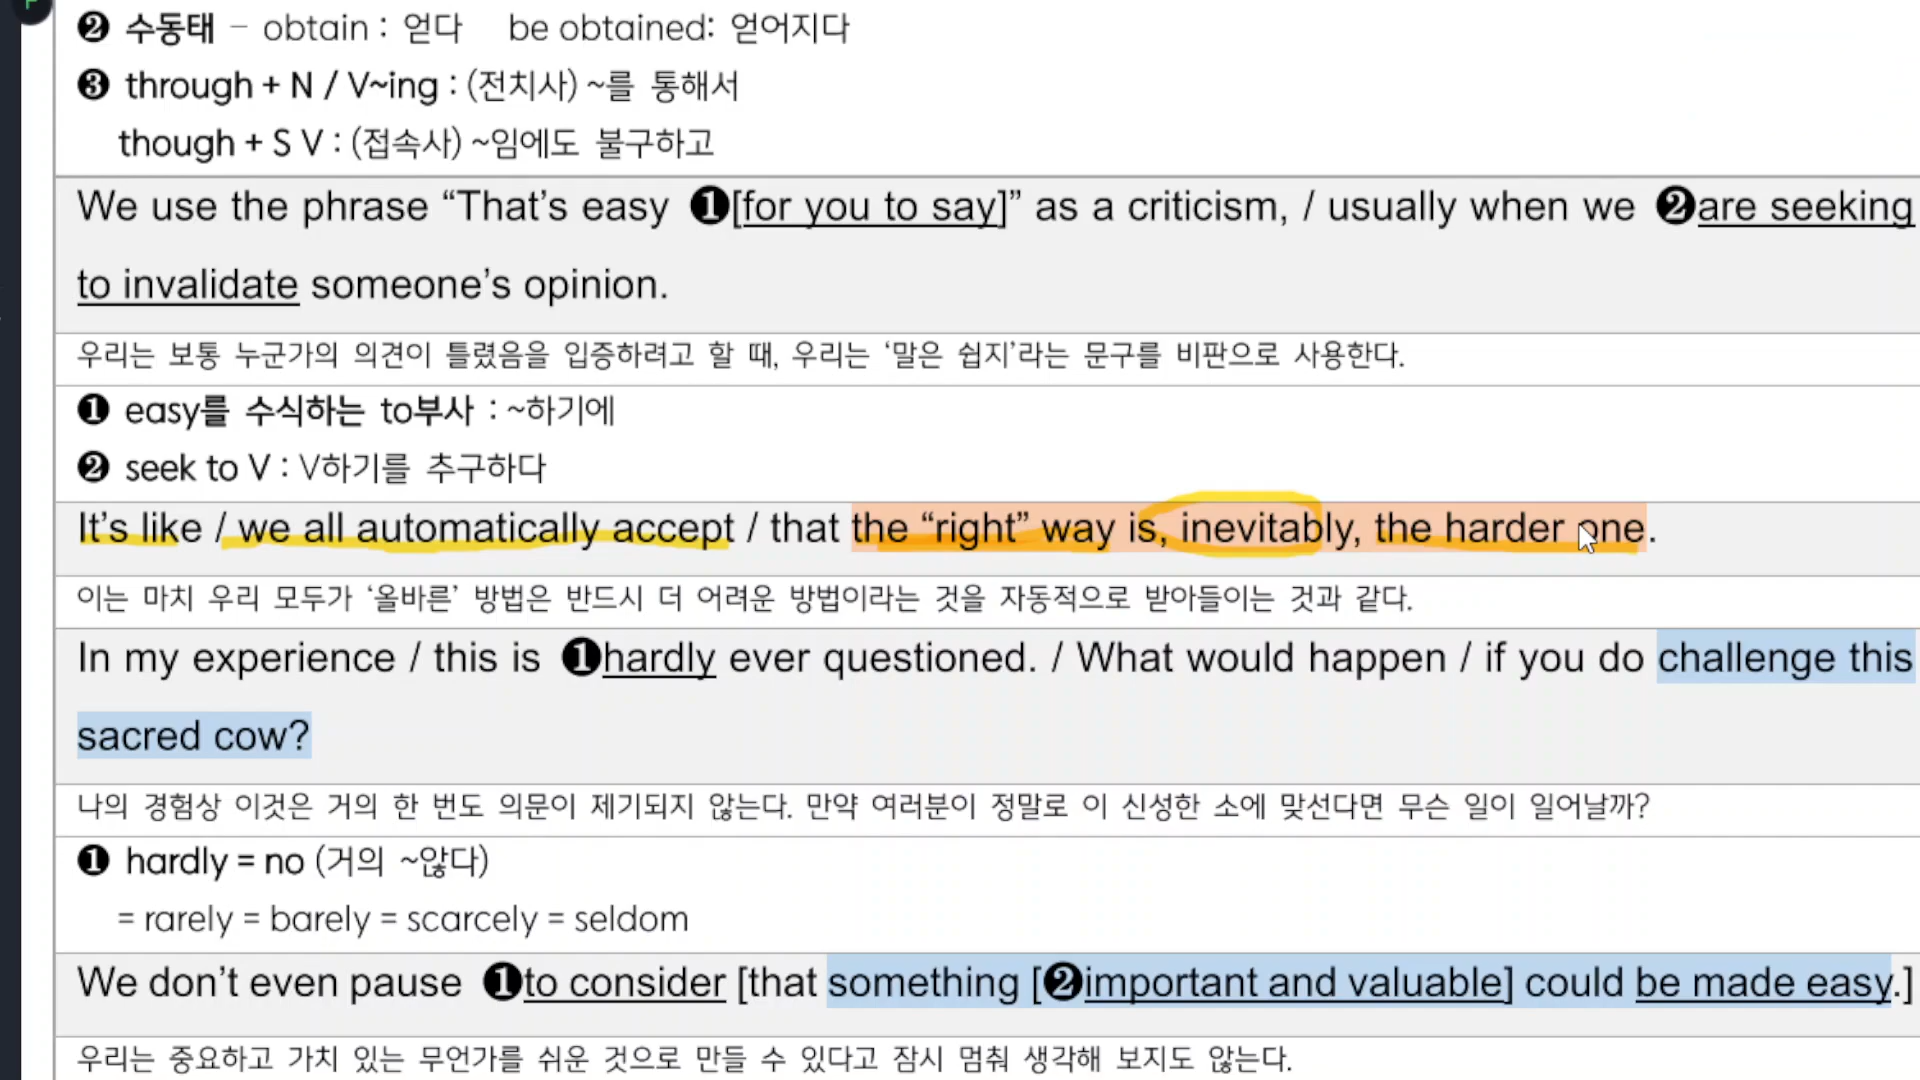 ❷ 수동태 – obtain : 얻다 be obtained: 얻어지다
❸ through + N / V~ing : (전치사) ~를 통해서
though + S V : (접속사) ~임에도 불구하고
We use the phrase “That’s easy ❶[for you to say]” as a criticism, / usually when we ❷are seeking
to invalidate someone’s opinion.
우리는 보통 누군가의 의견이 틀렸음을 입증하려고 할 때, 우리는 ‘말은 쉽지’라는 문구를 비판으로 사용한다.
❶ easy를 수식하는 to부사 : ~하기에
❷ seek to V : V하기를 추구하다
It’s like / we all automatically accept / that the “right” way is, inevitably, the harder one.
이는 마치 우리 모두가 ‘올바른’ 방법은 반드시 더 어려운 방법이라는 것을 자동적으로 받아들이는 것과 같다.
In my experience / this is ❶hardly ever questioned. / What would happen / if you do challenge this
sacred cow?
나의 경험상 이것은 거의 한 번도 의문이 제기되지 않는다. 만약 여러분이 정말로 이 신성한 소에 맞선다면 무슨 일이 일어날까?
❶ hardly = no (거의 ~않다)
= rarely = barely = scarcely = seldom
We don’t even pause ❶to consider [that something [❷important and valuable] could be made easy.]
우리는 중요하고 가치 있는 무언가를 쉬운 것으로 만들 수 있다고 잠시 멈춰 생각해 보지도 않는다.